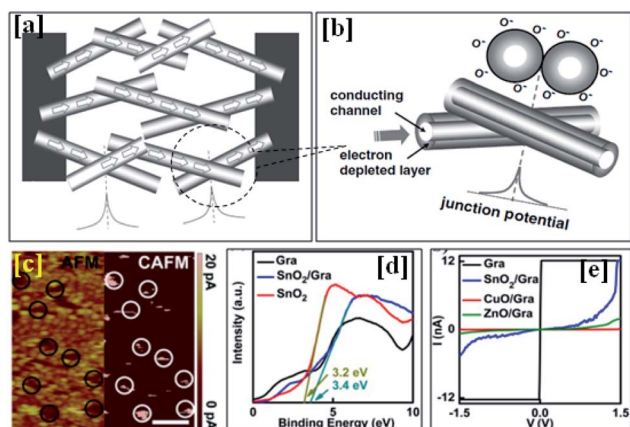 [a]
[b]
O⁻ O⁻ O⁻
O⁻ O⁻
O⁻ O⁻
O⁻ O⁻ O⁻
conducting
channel
electron
depleted layer
junction potential
[c] AFM CAFM
20 pA
0 pA
[d]
Gra
SnO₂/Gra
SnO₂
3.2 eV
3.4 eV
Intensity (a.u.)
0 5 10
Binding Energy (eV)
[e]
Gra
SnO₂/Gra
CuO/Gra
ZnO/Gra
I (nA)
12
0
-12
-1.5 0.0 1.5
V (V)